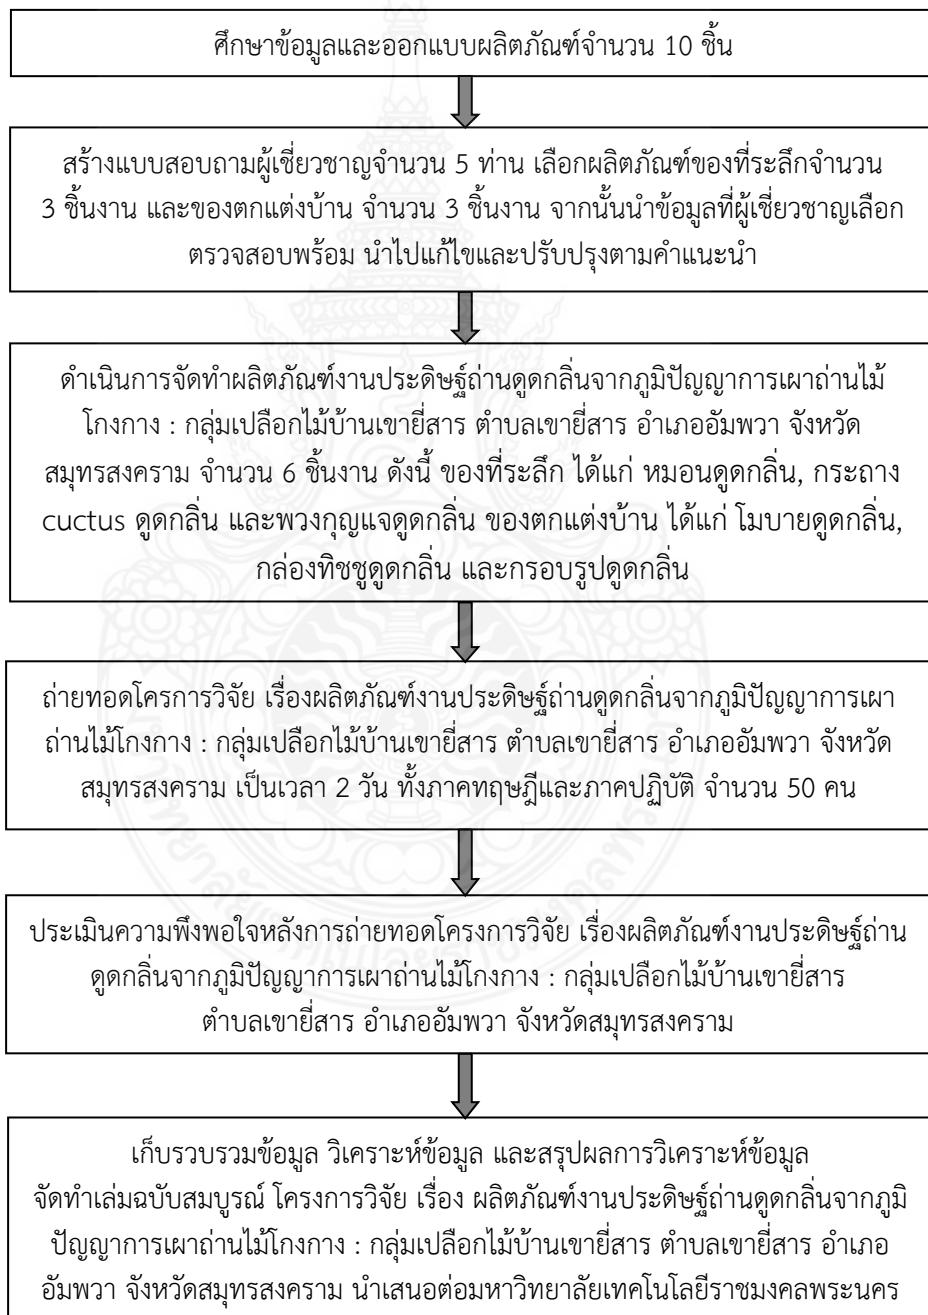 ศึกษาข้อมูลและออกแบบผลิตภัณฑ์จำนวน 10 ชิ้น
สร้างแบบสอบถามผู้เชี่ยวชาญจำนวน 5 ท่าน เลือกผลิตภัณฑ์ของที่ระลึกจำนวน
3 ชิ้นงาน และของตกแต่งบ้าน จำนวน 3 ชิ้นงาน จากนั้นนำข้อมูลที่ผู้เชี่ยวชาญเลือก
ตรวจสอบพร้อม นำไปแก้ไขและปรับปรุงตามคำแนะนำ
ดำเนินการจัดทำผลิตภัณฑ์งานประดิษฐ์ถ่านดูดกลิ่นจากภูมิปัญญาการเผาถ่านไม้
โกงกาง : กลุ่มเปลือกไม้บ้านเขายี่สาร ตำบลเขายี่สาร อำเภออัมพวา จังหวัด
สมุทรสงคราม จำนวน 6 ชิ้นงาน ดังนี้ ของที่ระลึก ได้แก่ หมอนดูดกลิ่น, กระถาง
cuctus ดูดกลิ่น และพวงกุญแจดูดกลิ่น ของตกแต่งบ้าน ได้แก่ โมบายดูดกลิ่น,
กล่องทิชชูดูดกลิ่น และกรอบรูปดูดกลิ่น
ถ่ายทอดโครการวิจัย เรื่องผลิตภัณฑ์งานประดิษฐ์ถ่านดูดกลิ่นจากภูมิปัญญาการเผา
ถ่านไม้โกงกาง : กลุ่มเปลือกไม้บ้านเขายี่สาร ตำบลเขายี่สาร อำเภออัมพวา จังหวัด
สมุทรสงคราม เป็นเวลา 2 วัน ทั้งภาคทฤษฎีและภาคปฏิบัติ จำนวน 50 คน
ประเมินความพึงพอใจหลังการถ่ายทอดโครงการวิจัย เรื่องผลิตภัณฑ์งานประดิษฐ์ถ่าน
ดูดกลิ่นจากภูมิปัญญาการเผาถ่านไม้โกงกาง : กลุ่มเปลือกไม้บ้านเขายี่สาร
ตำบลเขายี่สาร อำเภออัมพวา จังหวัดสมุทรสงคราม
เก็บรวบรวมข้อมูล วิเคราะห์ข้อมูล และสรุปผลการวิเคราะห์ข้อมูล
จัดทำเล่มฉบับสมบูรณ์ โครงการวิจัย เรื่อง ผลิตภัณฑ์งานประดิษฐ์ถ่านดูดกลิ่นจากภูมิ
ปัญญาการเผาถ่านไม้โกงกาง : กลุ่มเปลือกไม้บ้านเขายี่สาร ตำบลเขายี่สาร อำเภอ
อัมพวา จังหวัดสมุทรสงคราม นำเสนอต่อมหาวิทยาลัยเทคโนโลยีราชมงคลพระนคร